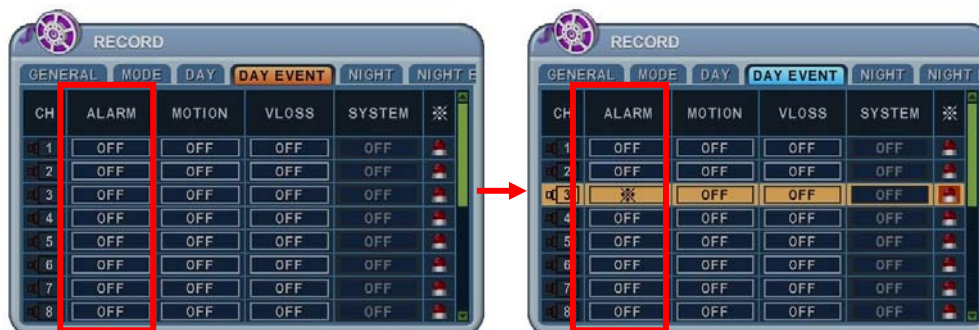 RECORD
GENERAL MODE DAY DAY EVENT NIGHT NIGHT E
CH ALARM MOTION VLOSS SYSTEM ※
1 OFF OFF OFF OFF
2 OFF OFF OFF OFF
3 OFF OFF OFF OFF
4 OFF OFF OFF OFF
5 OFF OFF OFF OFF
6 OFF OFF OFF OFF
7 OFF OFF OFF OFF
8 OFF OFF OFF OFF
RECORD
GENERAL MODE DAY DAY EVENT NIGHT NIGHT
CH ALARM MOTION VLOSS SYSTEM ※
1 OFF OFF OFF OFF
2 OFF OFF OFF OFF
3 ※ OFF OFF OFF
4 OFF OFF OFF OFF
5 OFF OFF OFF OFF
6 OFF OFF OFF OFF
7 OFF OFF OFF OFF
8 OFF OFF OFF OFF